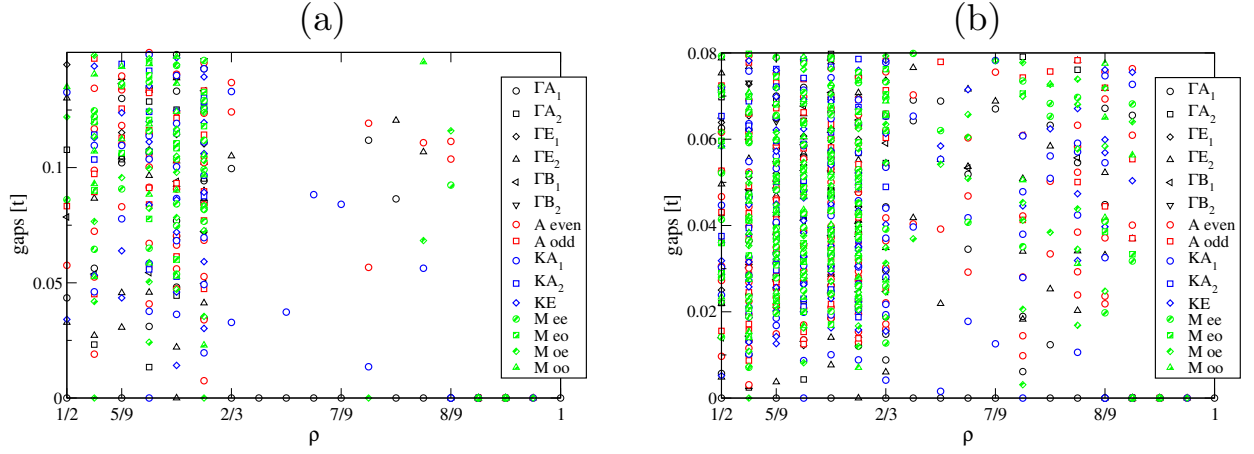 (a)
gaps [t]
0.1
0.05
0
1/2
5/9
2/3
7/9
8/9
1
ρ
ΓA1
ΓA2
ΓE1
ΓE2
ΓB1
ΓB2
A even
A odd
KA1
KA2
KE
M ee
M eo
M oe
M oo
(b)
gaps [t]
0.08
0.06
0.04
0.02
0
1/2
5/9
2/3
7/9
8/9
1
ρ
ΓA1
ΓA2
ΓE1
ΓE2
ΓB1
ΓB2
A even
A odd
KA1
KA2
KE
M ee
M eo
M oe
M oo